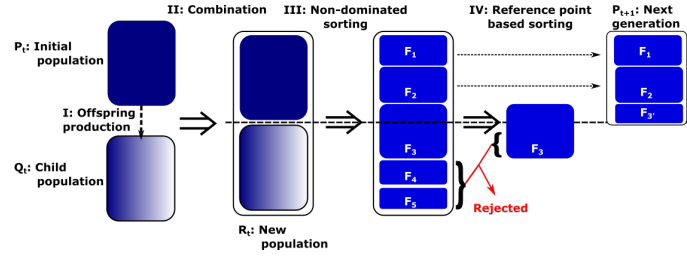 II: Combination
III: Non-dominated
sorting
IV: Reference point
based sorting
Pt+1: Next
generation
Pt: Initial
population
I: Offspring
production
Qt: Child
population
Rt: New
population
F1
F2
F3
F4
F5
F3
Rejected
F1
F2
F3'